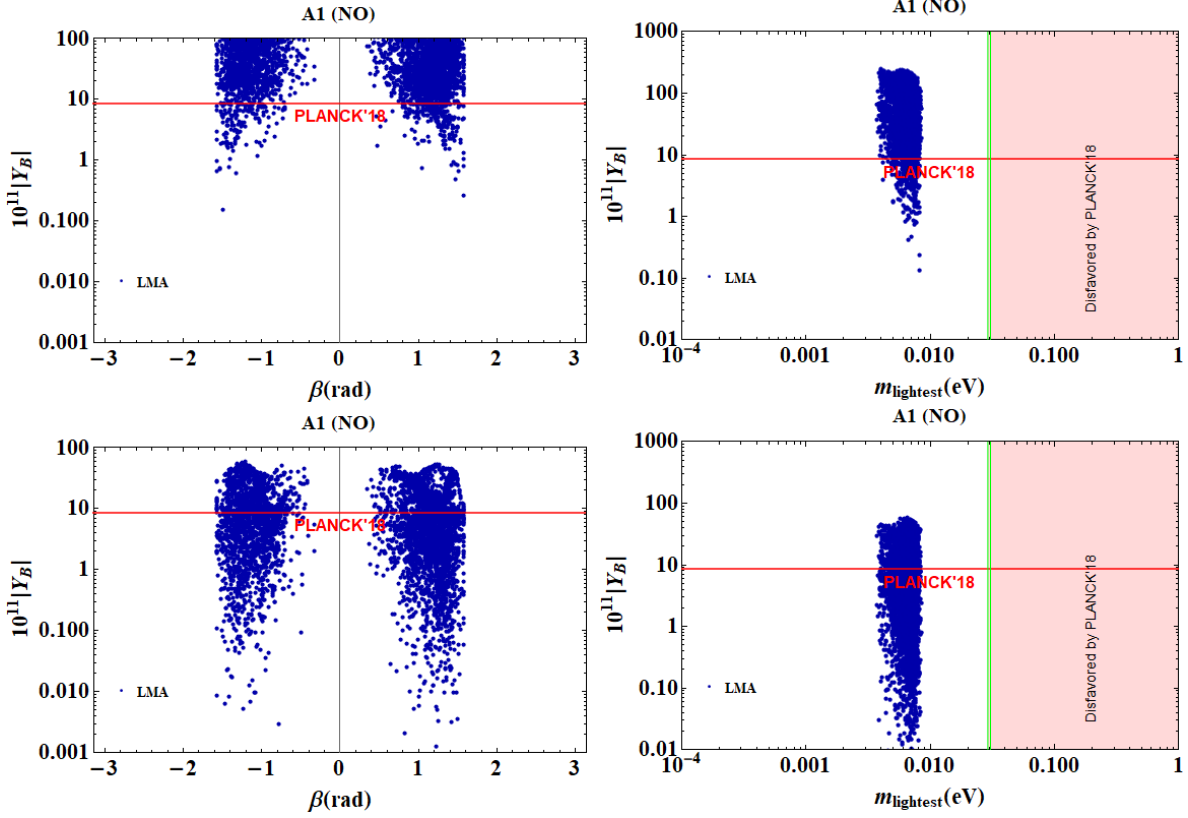 A1 (NO)
10^11|Y_B|
100
10
1
0.100
0.010
0.001
PLANCK'18
LMA
−3 −2 −1 0 1 2 3
β(rad)
A1 (NO)
10^11|Y_B|
1000
100
10
1
0.10
0.01
PLANCK'18
Disfavored by PLANCK'18
LMA
10^-4 0.001 0.010 0.100 1
m_lightest(eV)
A1 (NO)
10^11|Y_B|
100
10
1
0.100
0.010
0.001
PLANCK'18
LMA
−3 −2 −1 0 1 2 3
β(rad)
A1 (NO)
10^11|Y_B|
1000
100
10
1
0.10
0.01
PLANCK'18
Disfavored by PLANCK'18
LMA
10^-4 0.001 0.010 0.100 1
m_lightest(eV)